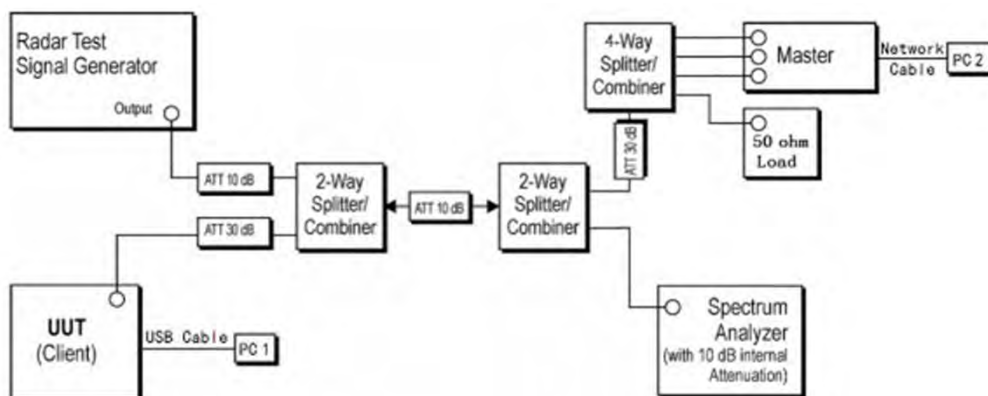 Radar Test
Signal Generator
Output
ATT 10 dB
ATT 30 dB
2-Way
Splitter/
Combiner
ATT 10 dB
2-Way
Splitter/
Combiner
ATT 30 dB
4-Way
Splitter/
Combiner
Master
Network
Cable
PC 2
50 ohm
Load
UUT
(Client)
USB Cable
PC 1
Spectrum
Analyzer
(with 10 dB internal
Attenuation)